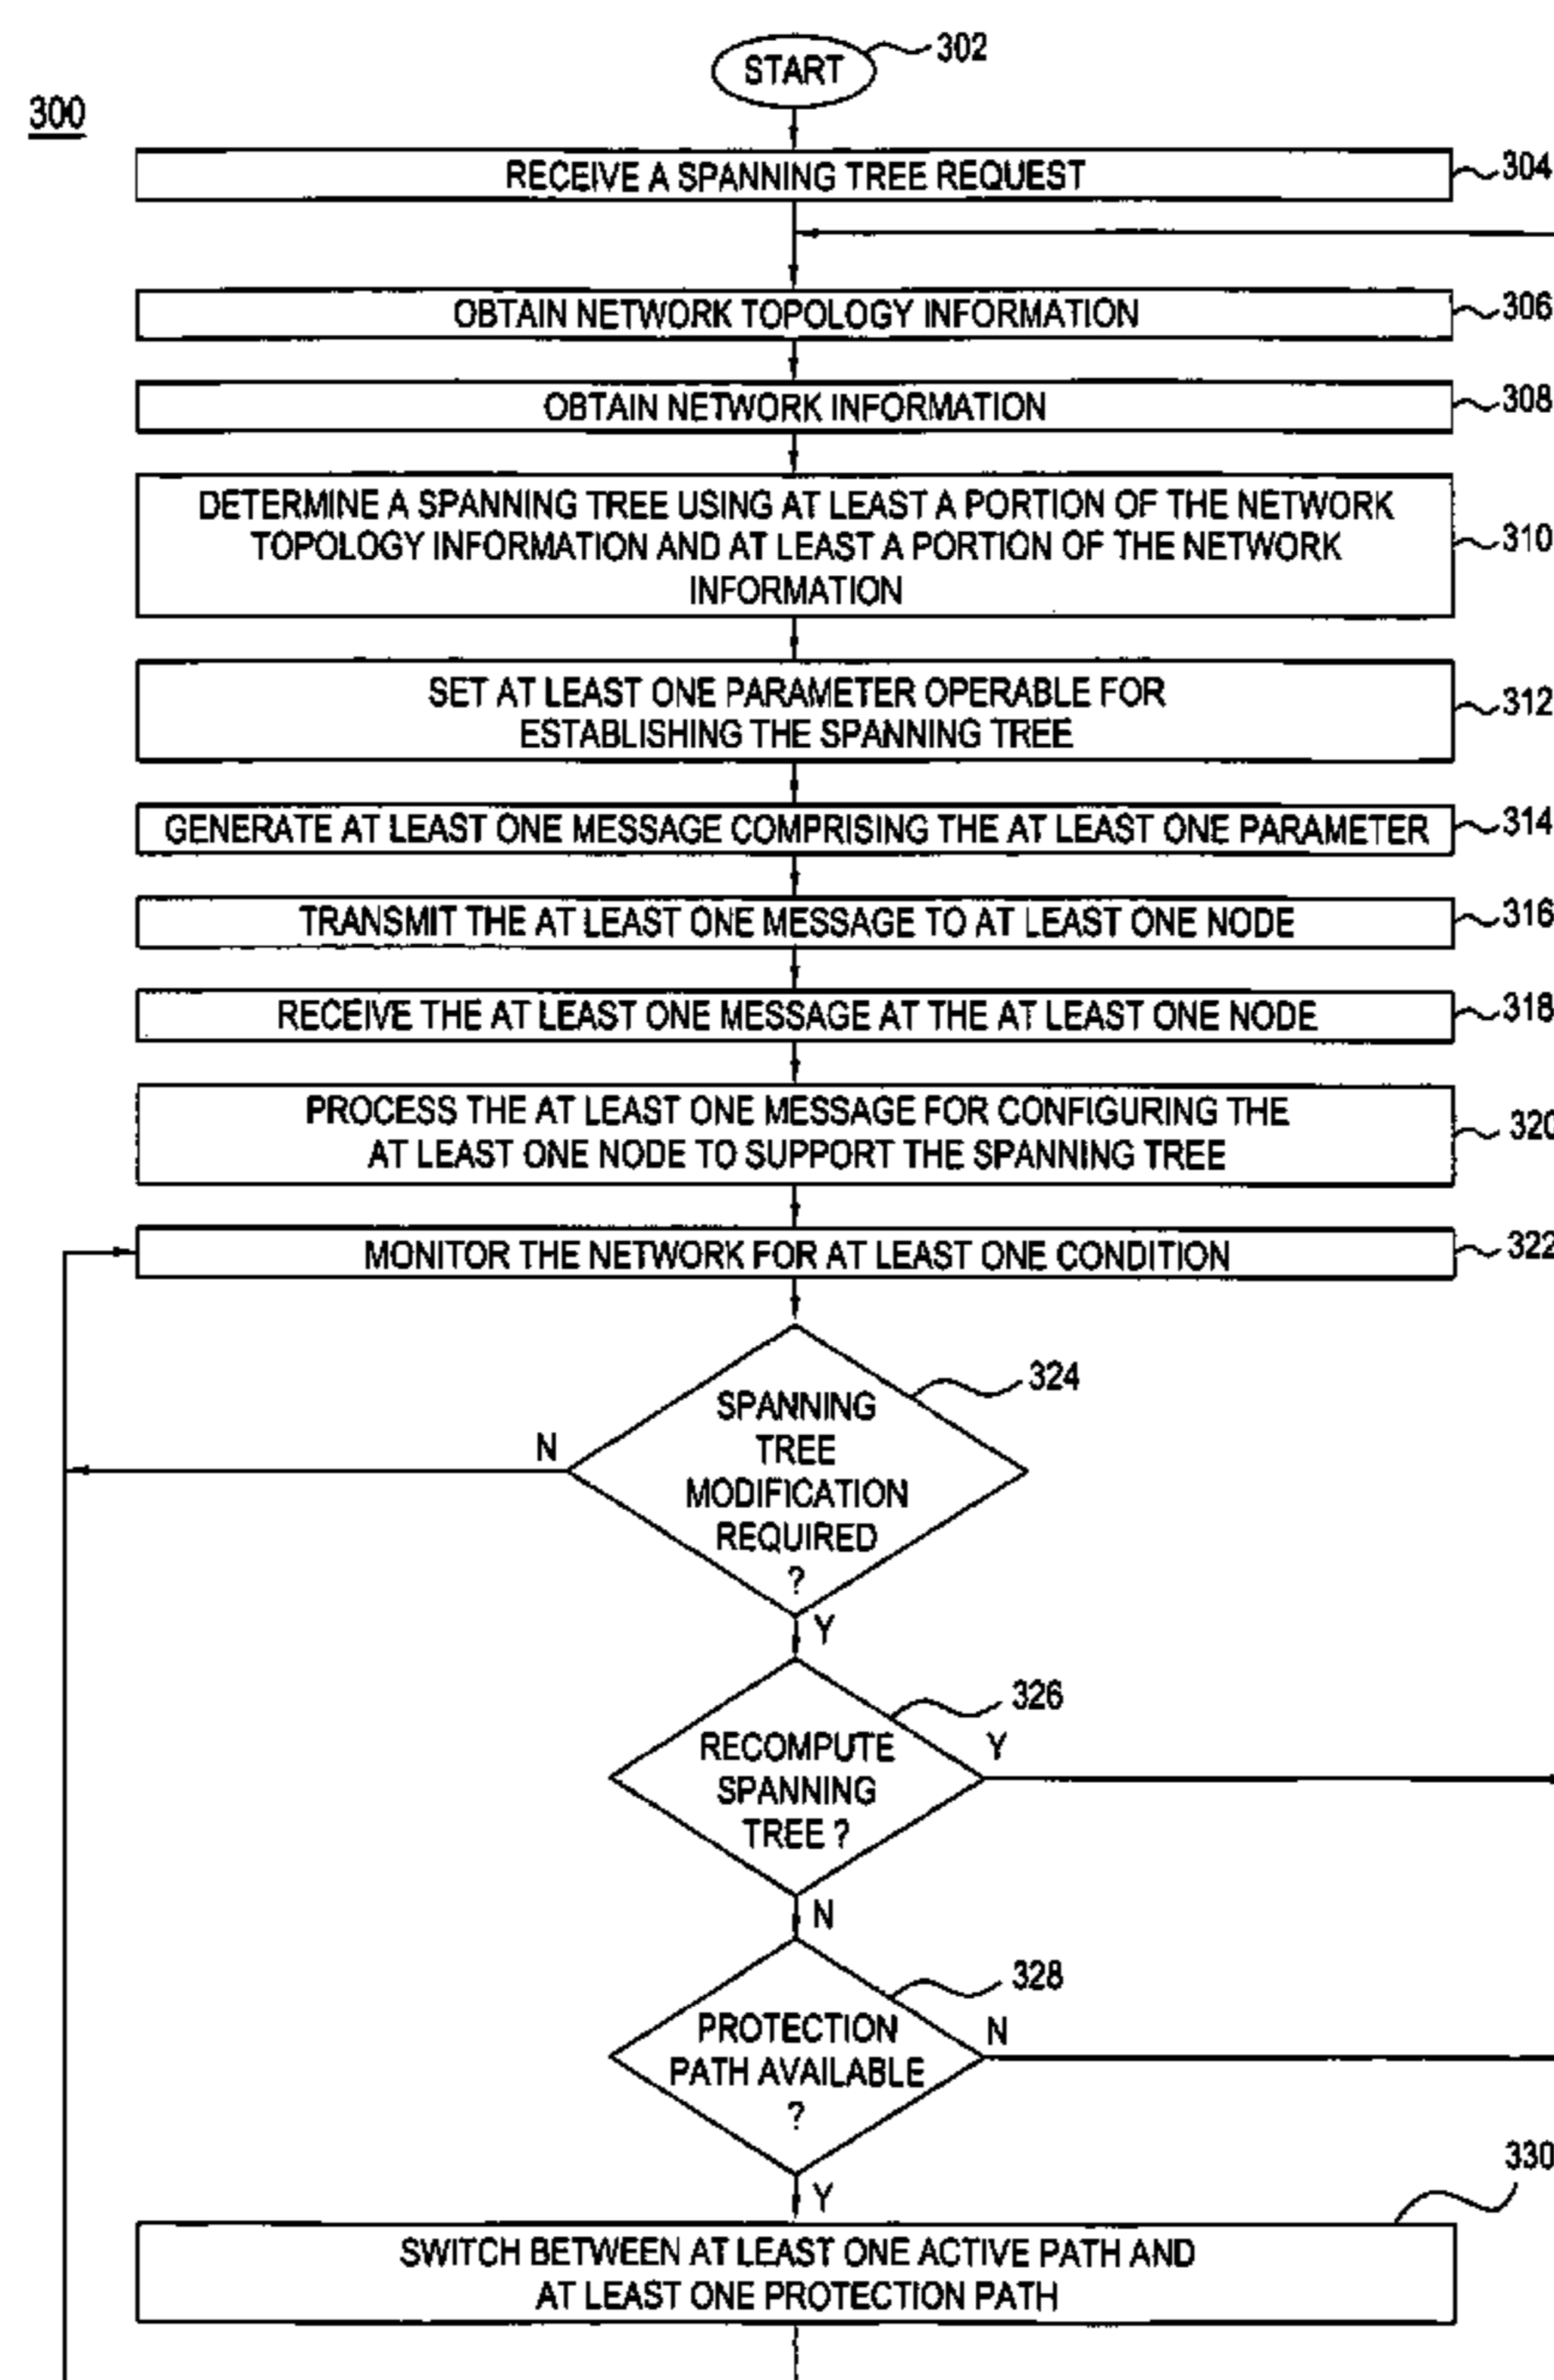 302
START
300
RECEIVE A SPANNING TREE REQUEST
304
OBTAIN NETWORK TOPOLOGY INFORMATION
306
OBTAIN NETWORK INFORMATION
308
DETERMINE A SPANNING TREE USING AT LEAST A PORTION OF THE NETWORK
TOPOLOGY INFORMATION AND AT LEAST A PORTION OF THE NETWORK
INFORMATION
310
SET AT LEAST ONE PARAMETER OPERABLE FOR
ESTABLISHING THE SPANNING TREE
312
GENERATE AT LEAST ONE MESSAGE COMPRISING THE AT LEAST ONE PARAMETER
314
TRANSMIT THE AT LEAST ONE MESSAGE TO AT LEAST ONE NODE
316
RECEIVE THE AT LEAST ONE MESSAGE AT THE AT LEAST ONE NODE
318
PROCESS THE AT LEAST ONE MESSAGE FOR CONFIGURING THE
AT LEAST ONE NODE TO SUPPORT THE SPANNING TREE
320
MONITOR THE NETWORK FOR AT LEAST ONE CONDITION
322
324
SPANNING
TREE
MODIFICATION
REQUIRED
?
N
Y
326
RECOMPUTE
SPANNING
TREE ?
Y
N
328
PROTECTION
PATH AVAILABLE
?
N
Y
330
SWITCH BETWEEN AT LEAST ONE ACTIVE PATH AND
AT LEAST ONE PROTECTION PATH